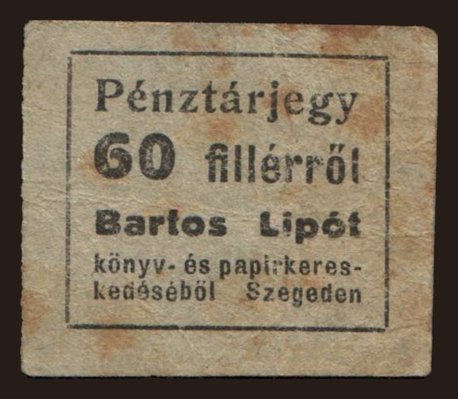 Pénztárjegy
60 fillérről
Bartos Lipót
könyv- és papirkeres-
kedéséből Szegeden